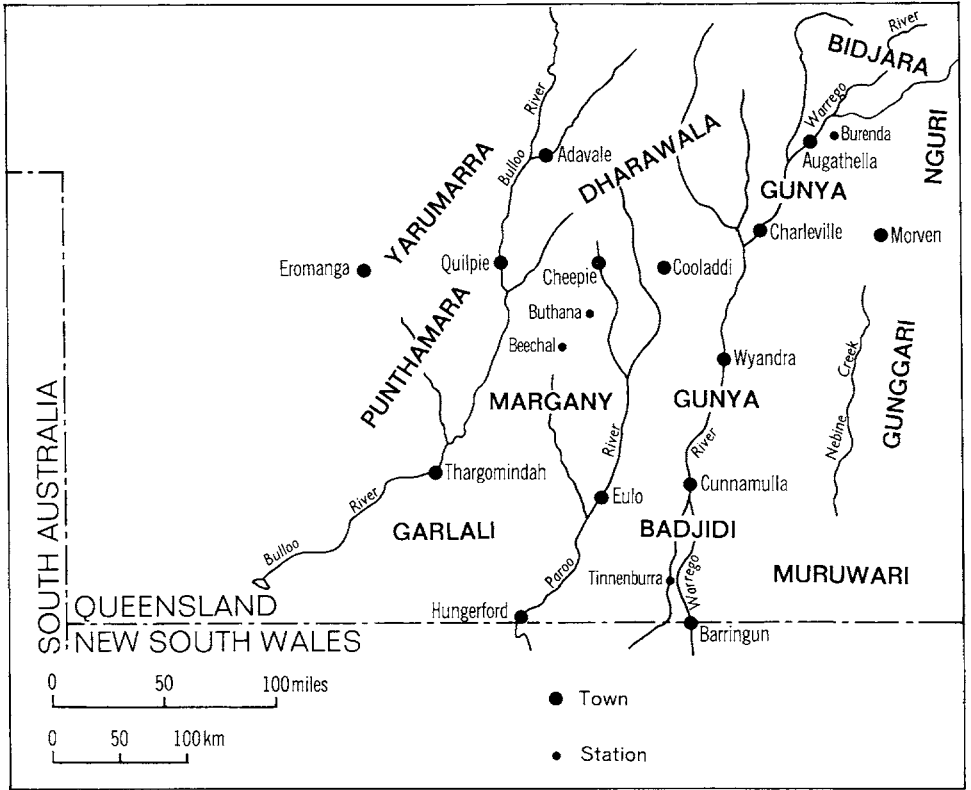 River
BIDJARA
Warrego
River
Bulloo
Burenda
Augathella
NGURI
Adavale
DHARAWALA
YARUMARRA
GUNYA
Charleville
Morven
Eromanga
Quilpie
Cheepie
Cooladdi
Buthana
Beechal
PUNTHAMARA
Wyandra
Nebine Creek
GUNGGARI
MARGANY
GUNYA
River
River
Thargomindah
Eulo
Cunnamulla
River
Bulloo
GARLALI
BADJIDI
Paroo
Tinnenburra
Warrego
MURUWARI
SOUTH AUSTRALIA
QUEENSLAND
Hungerford
NEW SOUTH WALES
Barringun
0 50 100 miles
0 50 100 km
Town
Station